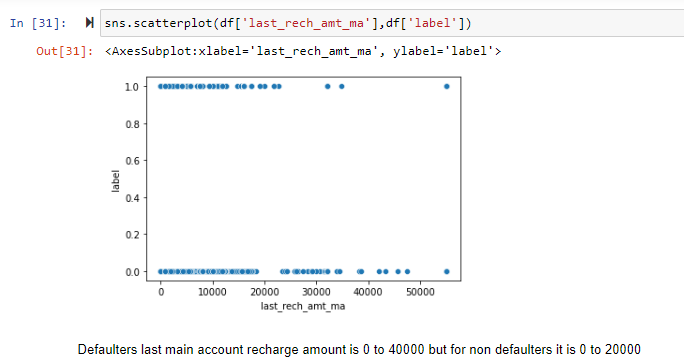 In [31]: sns.scatterplot(df['last_rech_amt_ma'],df['label'])
Out[31]: <AxesSubplot:xlabel='last_rech_amt_ma', ylabel='label'>
1.0
0.8
0.6
0.4
0.2
0.0
label
0 10000 20000 30000 40000 50000
last_rech_amt_ma
Defaulters last main account recharge amount is 0 to 40000 but for non defaulters it is 0 to 20000